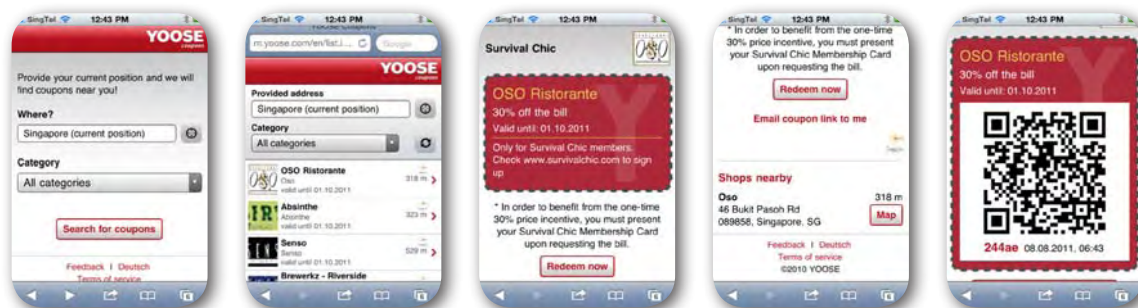 SingTel 12:43 PM
YOOSE
coupons
Provide your current position and we will
find coupons near you!
Where?
Singapore (current position)
Category
All categories
Search for coupons
Feedback | Deutsch
Terms of service
SingTel 12:43 PM
m.yoose.com/en/list.i... Google
YOOSE
coupons
Provided address
Singapore (current position)
Category
All categories
OSO Ristorante
Oso
valid until 01.10.2011
318 m
Absinthe
Absinthe
valid until 01.10.2011
323 m
Senso
Senso
valid until 01.10.2011
529 m
Brewerkz - Riverside
SingTel 12:43 PM
Survival Chic
OSO
OSO Ristorante
30% off the bill
Valid until: 01.10.2011
Only for Survival Chic members.
Check www.survivalchic.com to sign
up
* In order to benefit from the one-time
30% price incentive, you must present
your Survival Chic Membership Card
upon requesting the bill.
Redeem now
SingTel 12:43 PM
* In order to benefit from the one-time
30% price incentive, you must present
your Survival Chic Membership Card
upon requesting the bill.
Redeem now
Email coupon link to me
Shops nearby
Oso 318 m
46 Bukit Pasoh Rd
089858, Singapore, SG
Map
Feedback | Deutsch
Terms of service
©2010 YOOSE
SingTel 12:43 PM
OSO Ristorante
30% off the bill
Valid until: 01.10.2011
244ae 08.08.2011, 06:43